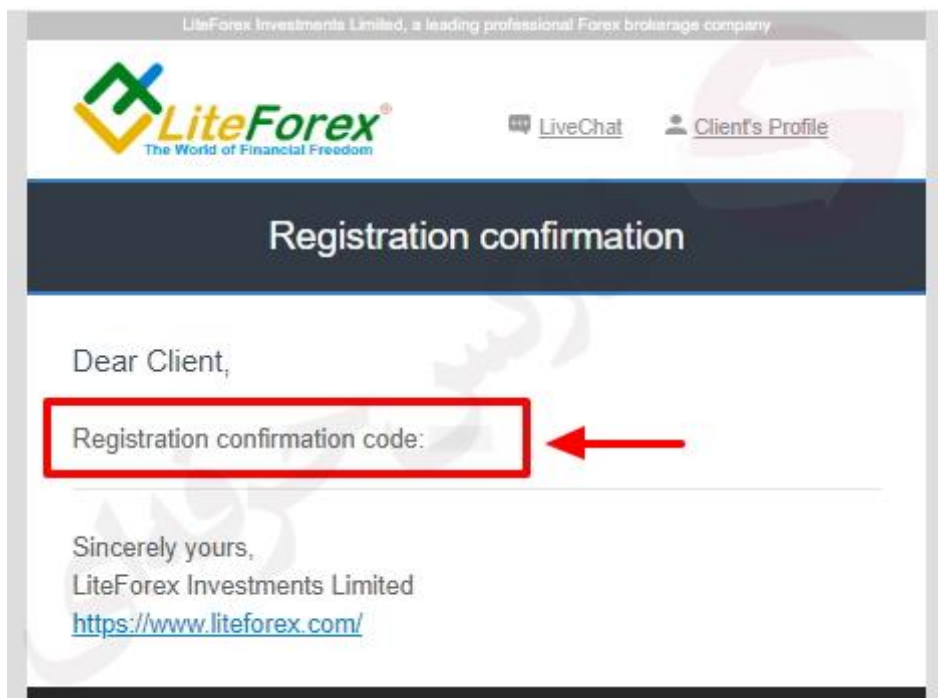 LiteForex Investments Limited, a leading professional Forex brokerage company
LiteForex®
The World of Financial Freedom
LiveChat
Client's Profile
Registration confirmation
Dear Client,
Registration confirmation code:
Sincerely yours,
LiteForex Investments Limited
https://www.liteforex.com/